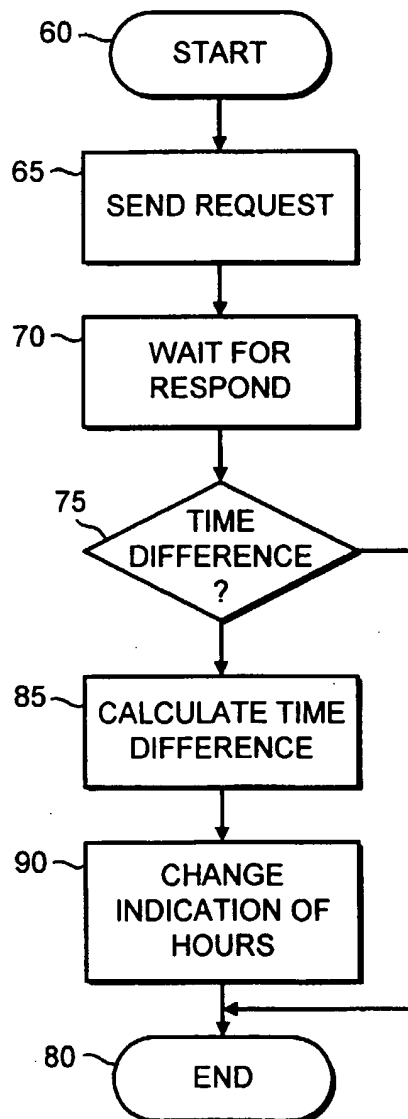 60
START
65
SEND REQUEST
70
WAIT FOR
RESPOND
75
TIME
DIFFERENCE
?
85
CALCULATE TIME
DIFFERENCE
90
CHANGE
INDICATION OF
HOURS
80
END